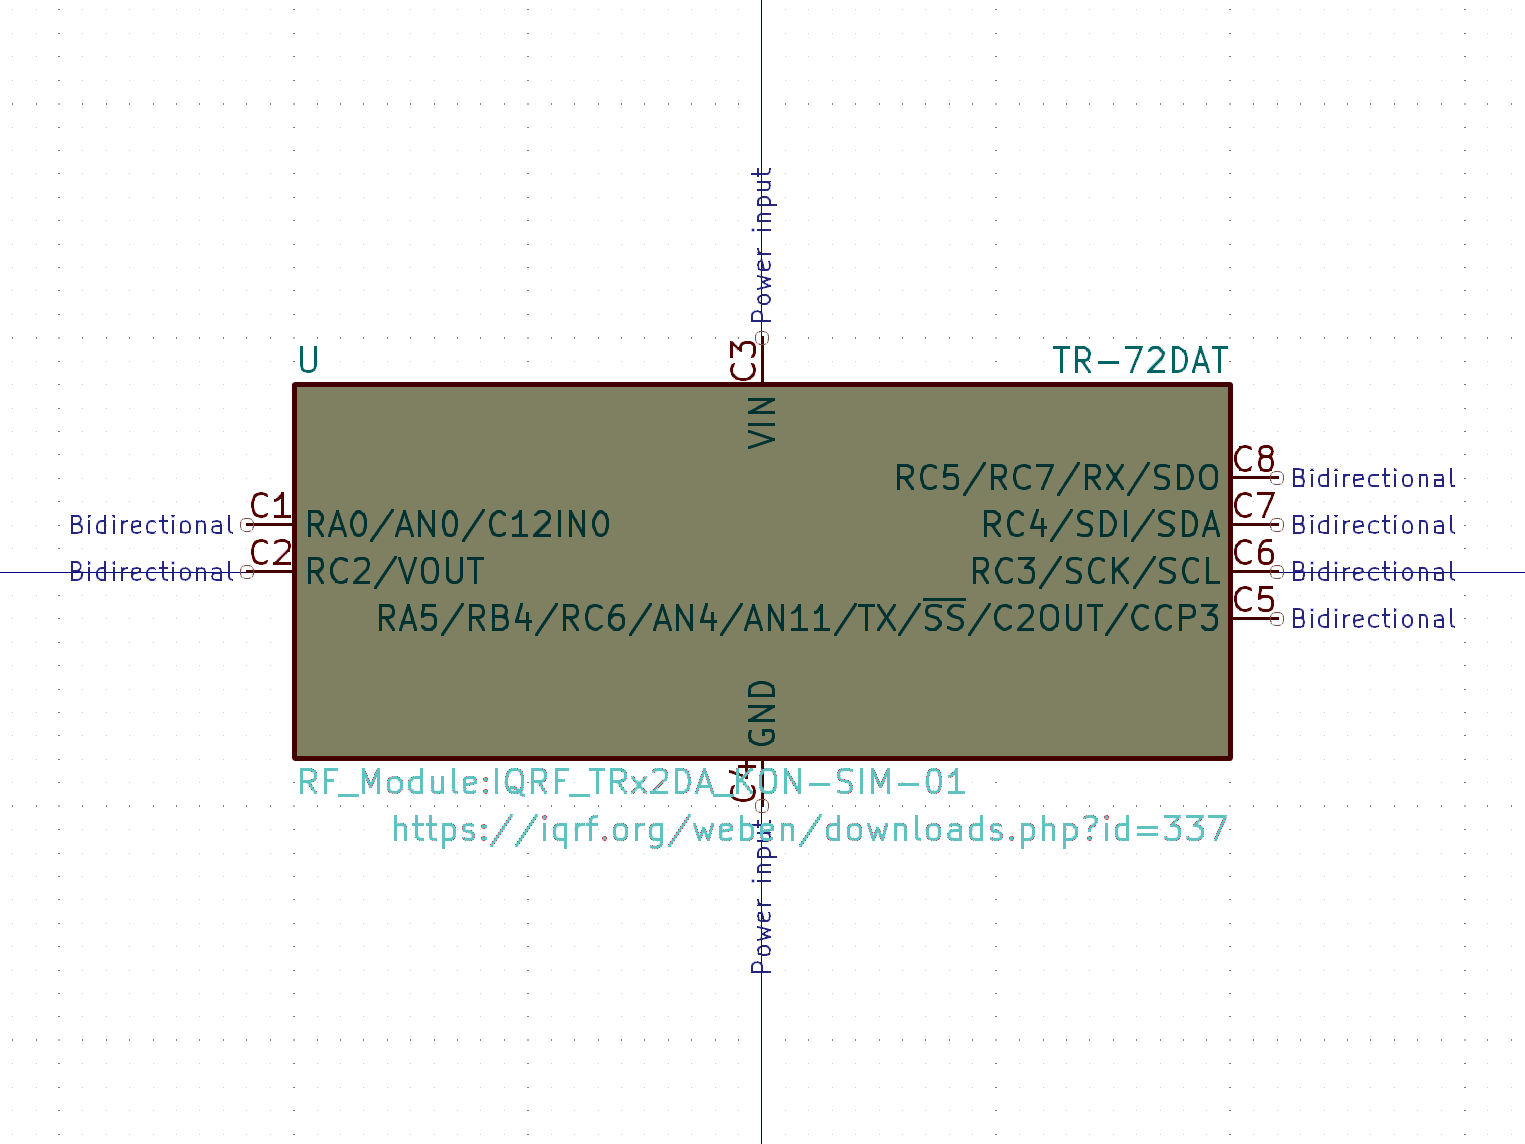 Power input
C3
U
TR-72DAT
VIN
C8
RC5/RC7/RX/SDO
Bidirectional
C1
C7
Bidirectional
RA0/AN0/C12IN0
RC4/SDI/SDA
Bidirectional
C2
C6
Bidirectional
RC2/VOUT
RC3/SCK/SCL
Bidirectional
C5
RA5/RB4/RC6/AN4/AN11/TX/S̅S̅/C2OUT/CCP3
Bidirectional
GND
C4
RF_Module:IQRF_TRx2DA_KON-SIM-01
https://iqrf.org/weben/downloads.php?id=337
Power input